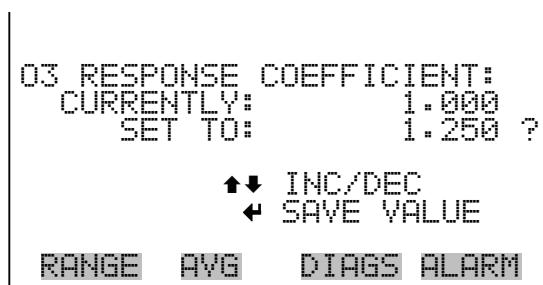 O3 RESPONSE COEFFICIENT:
CURRENTLY: 1.000
SET TO: 1.250 ?
INC/DEC
SAVE VALUE
RANGE AVG DIAGS ALARM